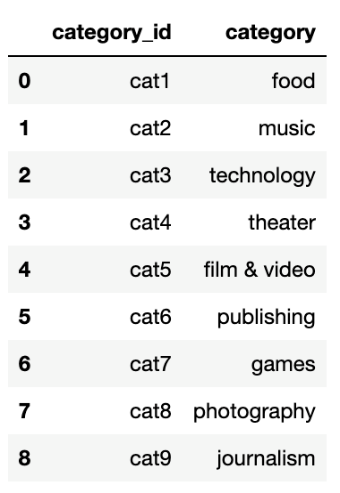 category_id category
0 cat1 food
1 cat2 music
2 cat3 technology
3 cat4 theater
4 cat5 film & video
5 cat6 publishing
6 cat7 games
7 cat8 photography
8 cat9 journalism